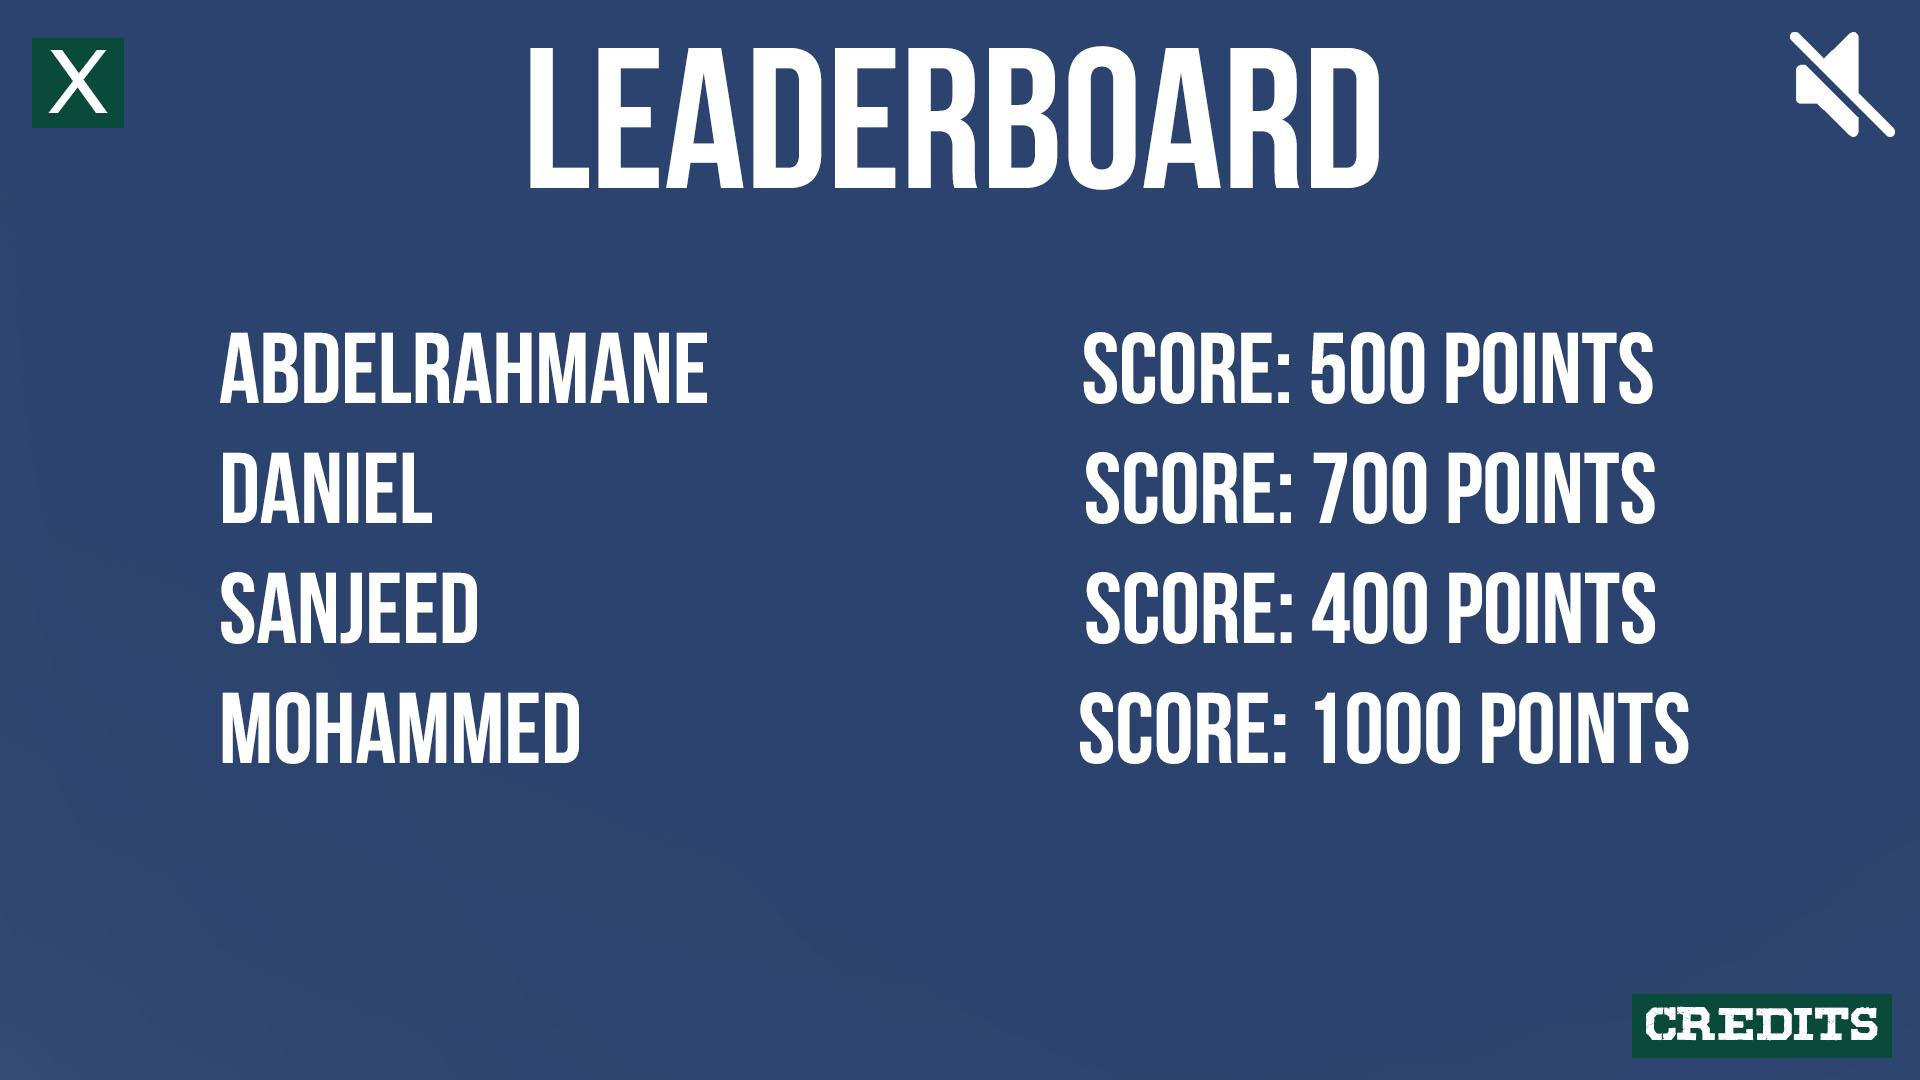 X
LEADERBOARD
ABDELRAHMANE SCORE: 500 POINTS
DANIEL SCORE: 700 POINTS
SANJEED SCORE: 400 POINTS
MOHAMMED SCORE: 1000 POINTS
CREDITS